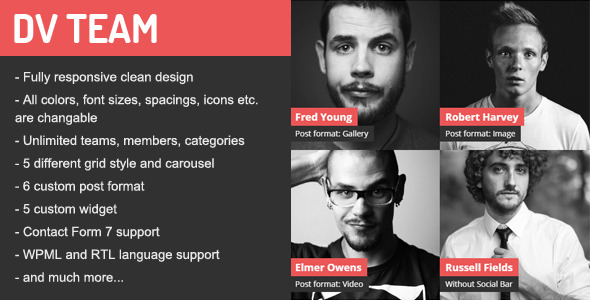 DV TEAM
- Fully responsive clean design
- All colors, font sizes, spacings, icons etc.
are changable
- Unlimited teams, members, categories
- 5 different grid style and carousel
- 6 custom post format
- 5 custom widget
- Contact Form 7 support
- WPML and RTL language support
- and much more...
Fred Young
Post format: Gallery
Robert Harvey
Post format: Image
Elmer Owens
Post format: Video
Russell Fields
Without Social Bar